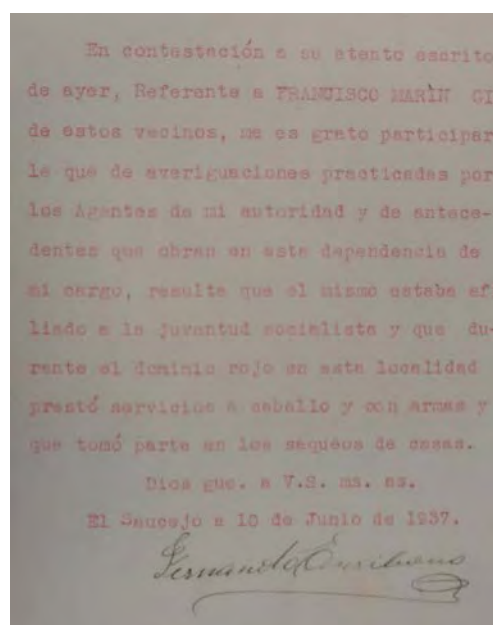 En contestación a su atento escrito
de ayer, Referente a FRANCISCO MARÍN GI
de estos vecinos, me es grato participar
le que de averiguaciones practicadas por
los Agentes de mi autoridad y de antece-
dentes que obran en esta dependencia de
mi cargo, resulta que el mismo estaba af
liado a la juventud socialista y que du-
rante el dominio rojo en esta localidad
prestó servicios a caballo y con armas y
que tomó parte en los saqueos de casas.
Dios gue. a V.S. ms. as.
El Saucejo a 10 de Junio de 1937.
Fernando